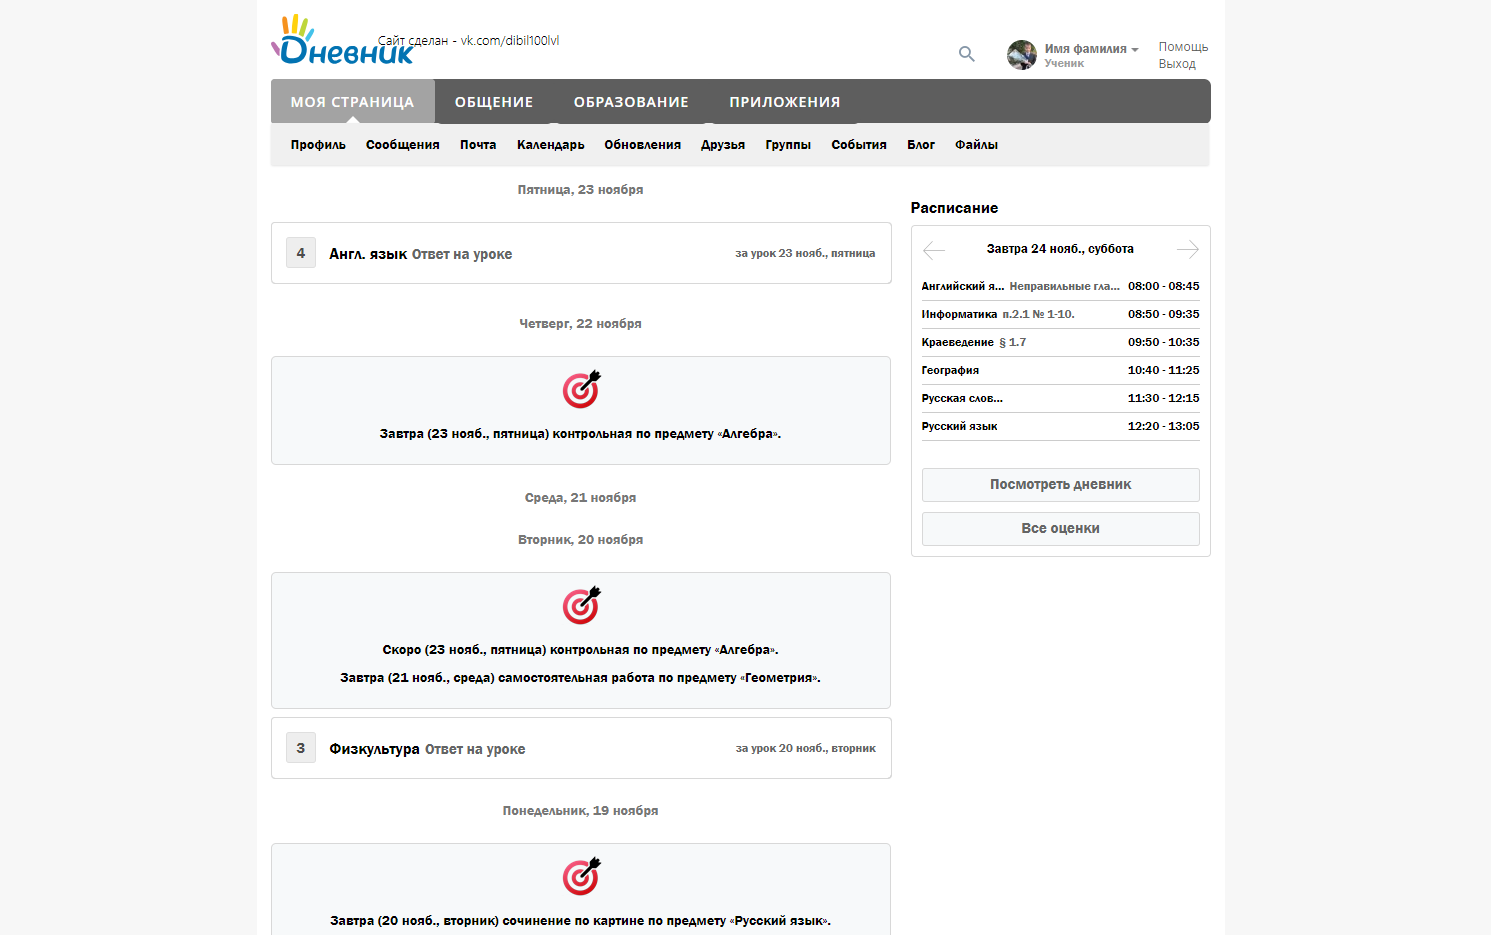 Дневник
Сайт сделан - vk.com/dibil100lvl
Имя фамилия
Ученик
Помощь
Выход
МОЯ СТРАНИЦА ОБЩЕНИЕ ОБРАЗОВАНИЕ ПРИЛОЖЕНИЯ
Профиль Сообщения Почта Календарь Обновления Друзья Группы События Блог Файлы
Пятница, 23 ноября
4 Англ. язык Ответ на уроке за урок 23 нояб., пятница
Четверг, 22 ноября
Завтра (23 нояб., пятница) контрольная по предмету «Алгебра».
Среда, 21 ноября
Вторник, 20 ноября
Скоро (23 нояб., пятница) контрольная по предмету «Алгебра».
Завтра (21 нояб., среда) самостоятельная работа по предмету «Геометрия».
3 Физкультура Ответ на уроке за урок 20 нояб., вторник
Понедельник, 19 ноября
Завтра (20 нояб., вторник) сочинение по картине по предмету «Русский язык».
Расписание
Завтра 24 нояб., суббота
Английский я... Неправильные гла... 08:00 - 08:45
Информатика п.2.1 № 1-10. 08:50 - 09:35
Краеведение § 1.7 09:50 - 10:35
География 10:40 - 11:25
Русская слов... 11:30 - 12:15
Русский язык 12:20 - 13:05
Посмотреть дневник
Все оценки